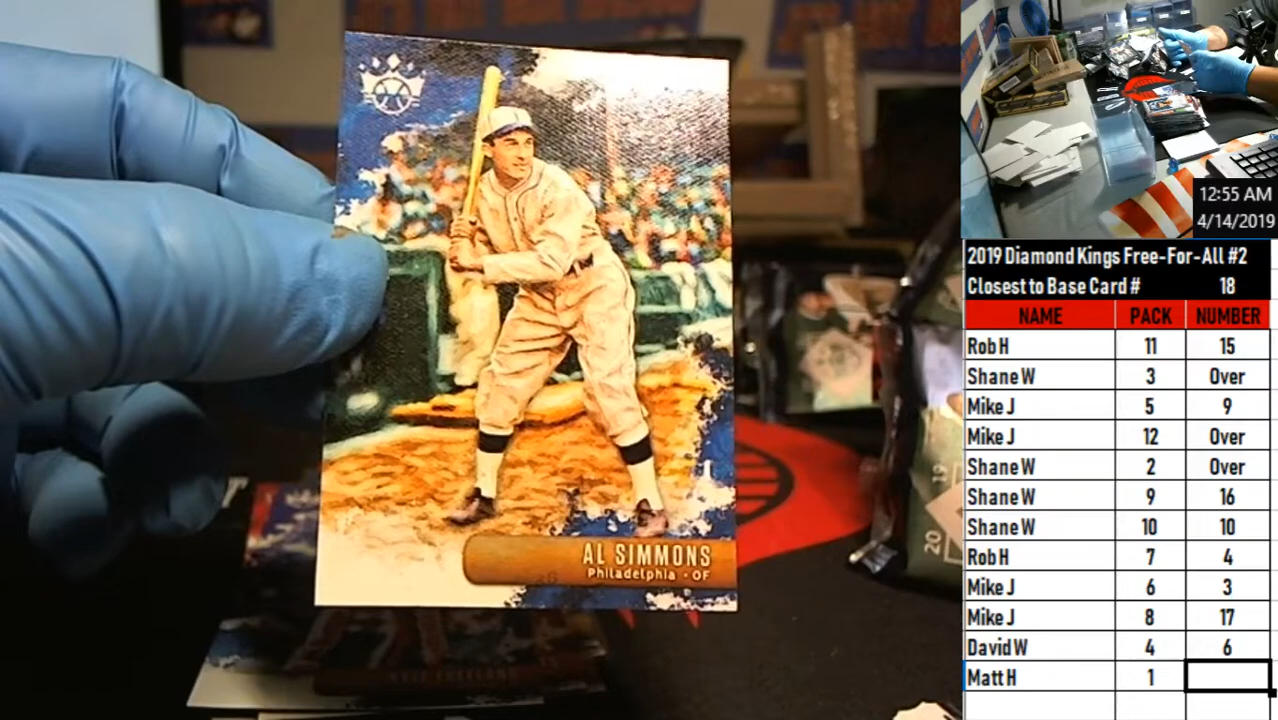 AL SIMMONS
Philadelphia · OF
20
19
12:55 AM
4/14/2019
2019 Diamond Kings Free-For-All #2
Closest to Base Card # 18
NAME PACK NUMBER
Rob H 11 15
Shane W 3 Over
Mike J 5 9
Mike J 12 Over
Shane W 2 Over
Shane W 9 16
Shane W 10 10
Rob H 7 4
Mike J 6 3
Mike J 8 17
David W 4 6
Matt H 1